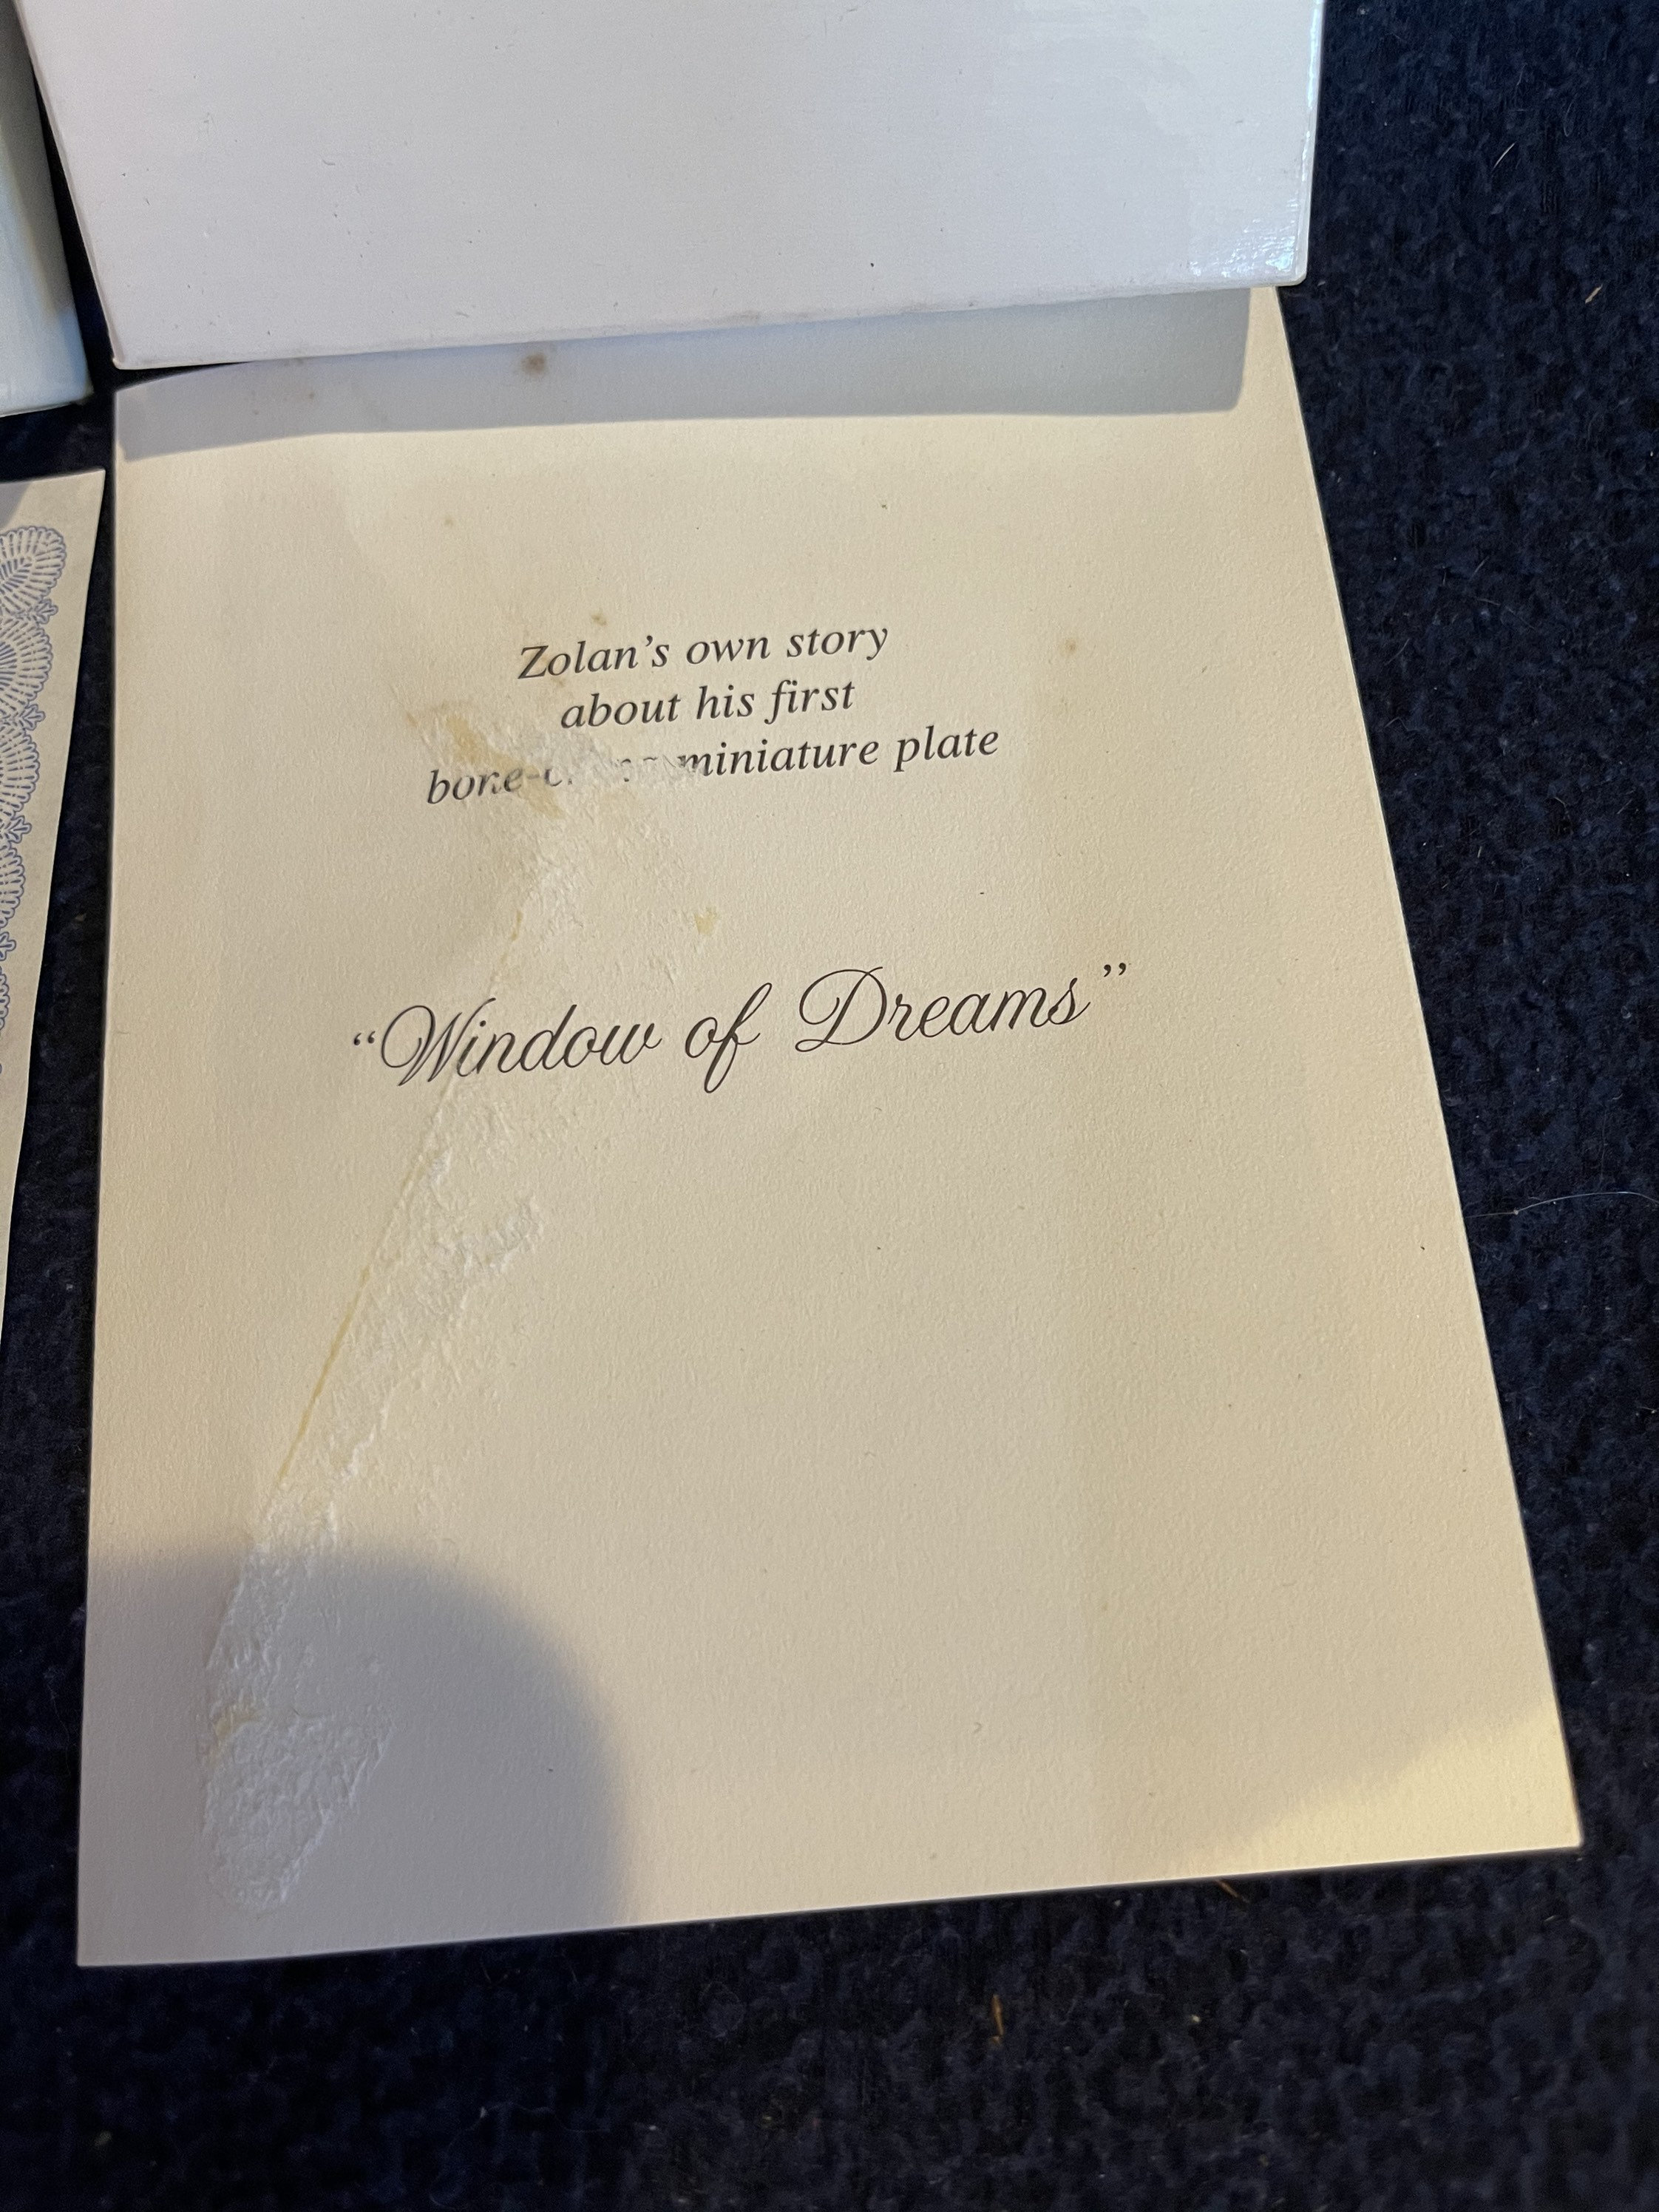 Zolan's own story
about his first
miniature plate
“Window of Dreams”